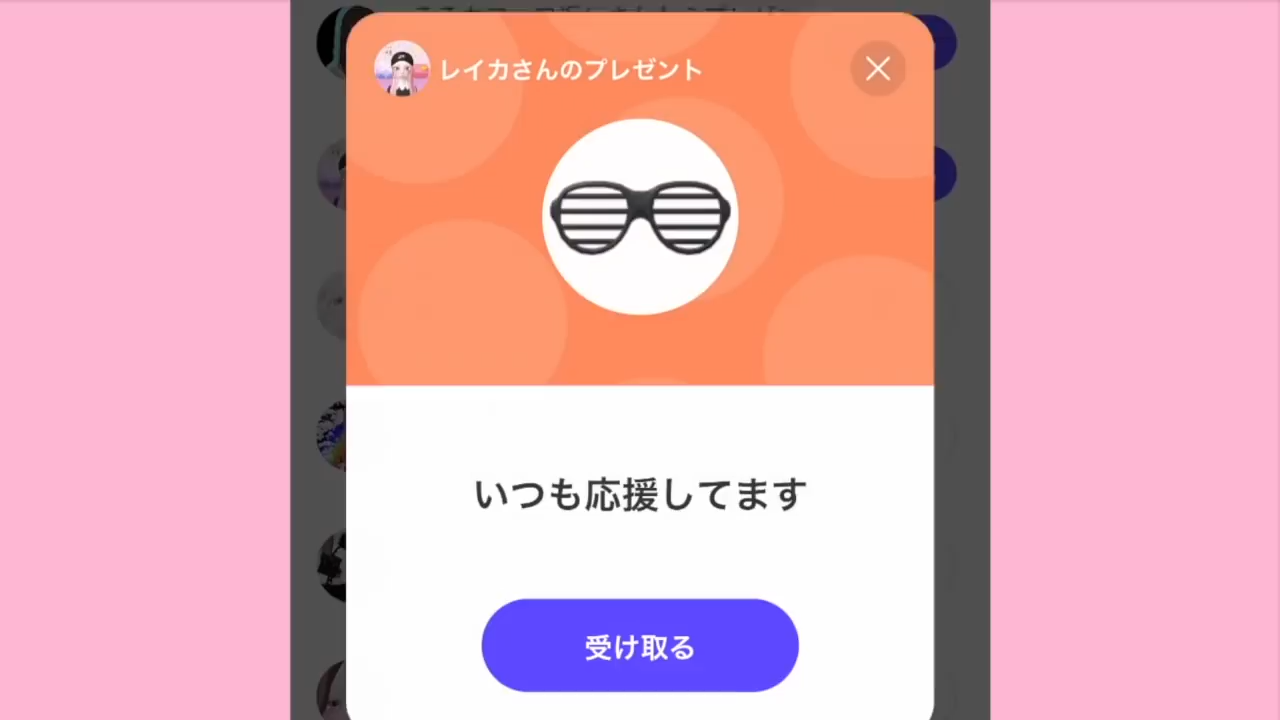 レイカさんのプレゼント
いつも応援してます
受け取る